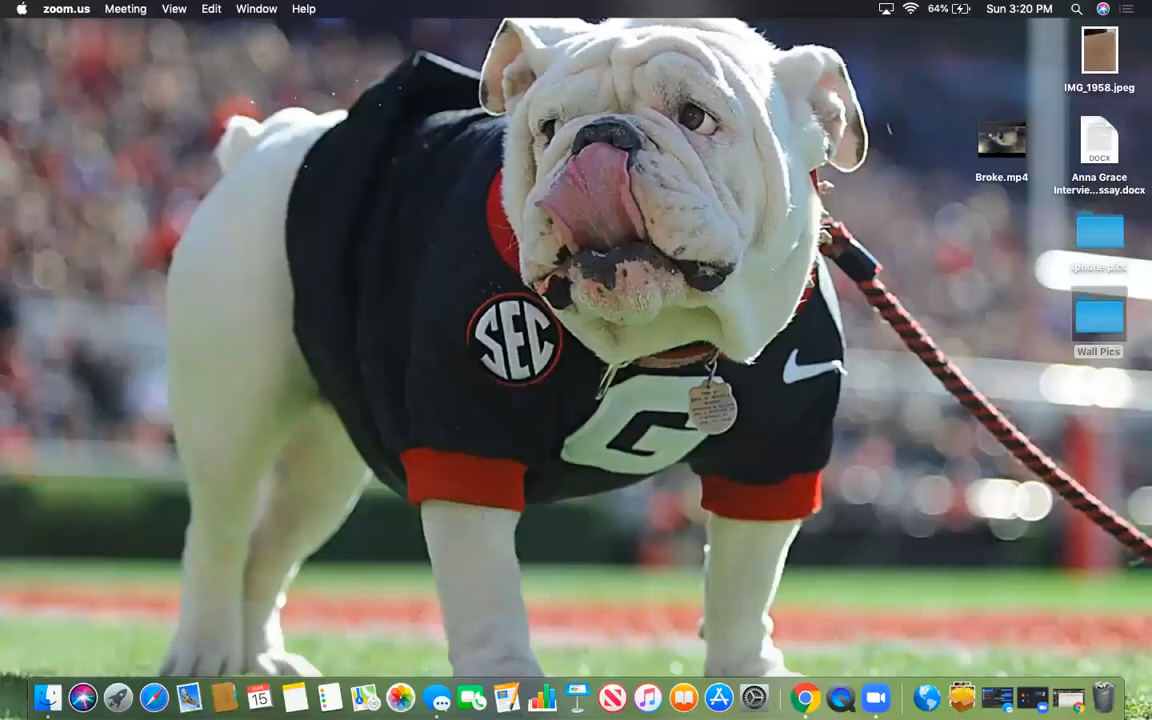 zoom.us Meeting View Edit Window Help 64% Sun 3:20 PM
IMG_1958.jpeg
DOCX
Broke.mp4
Anna Grace
Intervie...ssay.docx
iphone pics
Wall Pics
SEC
G
MAR
15